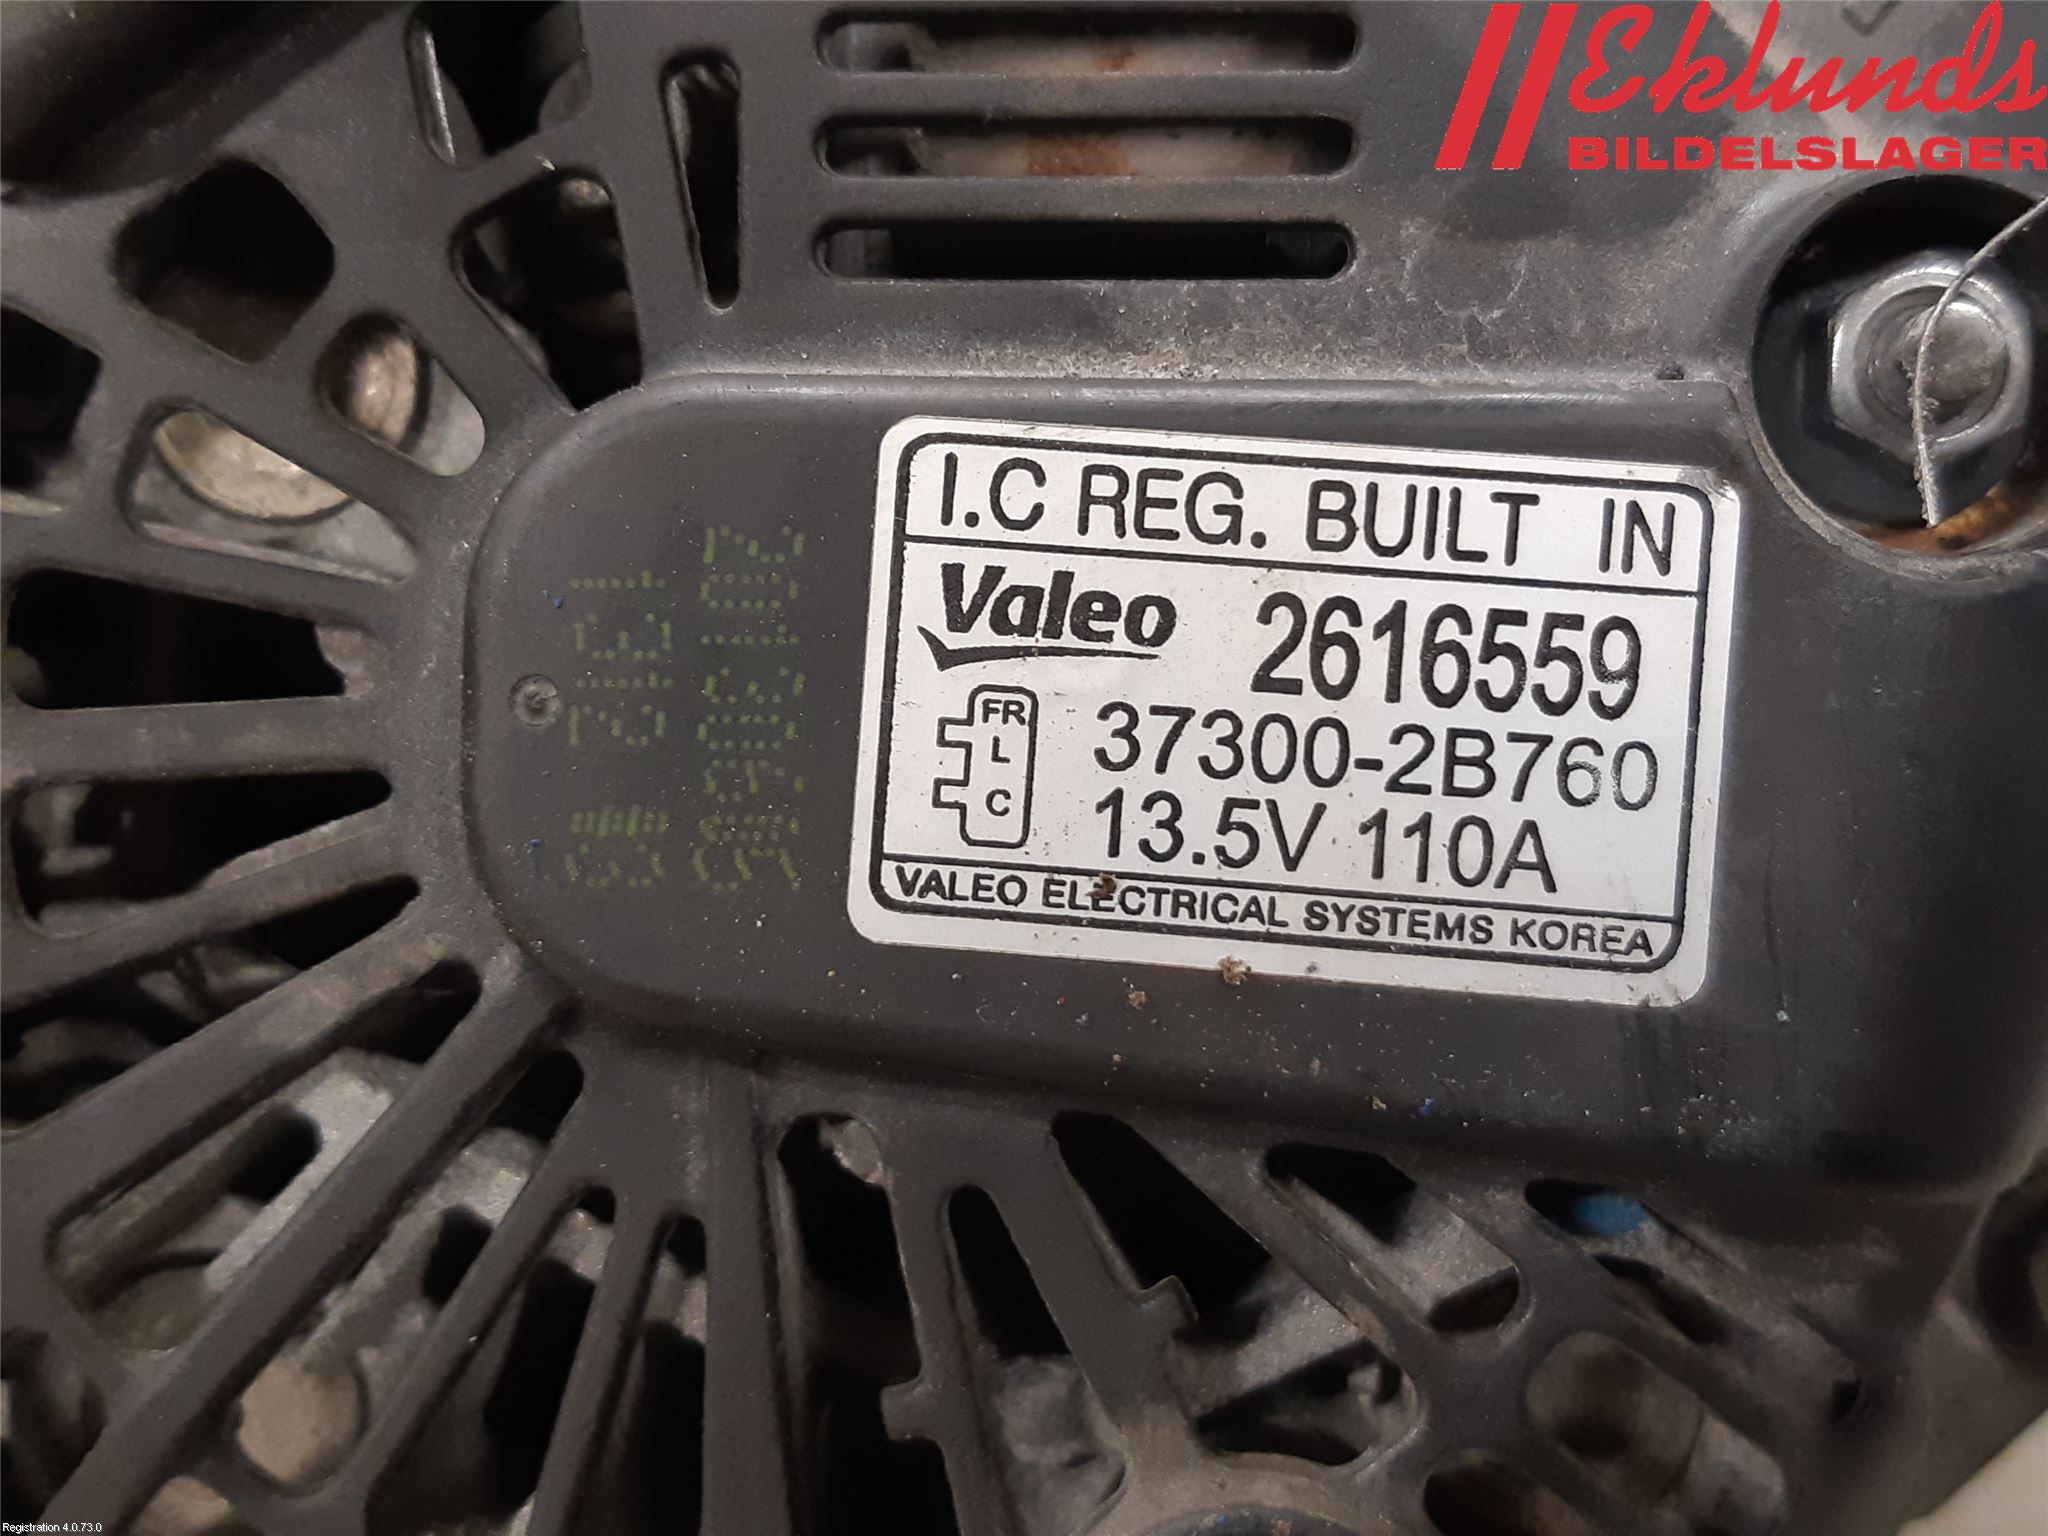 Eklunds
BILDELSLAGER
I.C REG. BUILT IN
Valeo 2616559
FR
L
C
37300-2B760
13.5V 110A
VALEO ELECTRICAL SYSTEMS KOREA
Registration 4.0.73.0